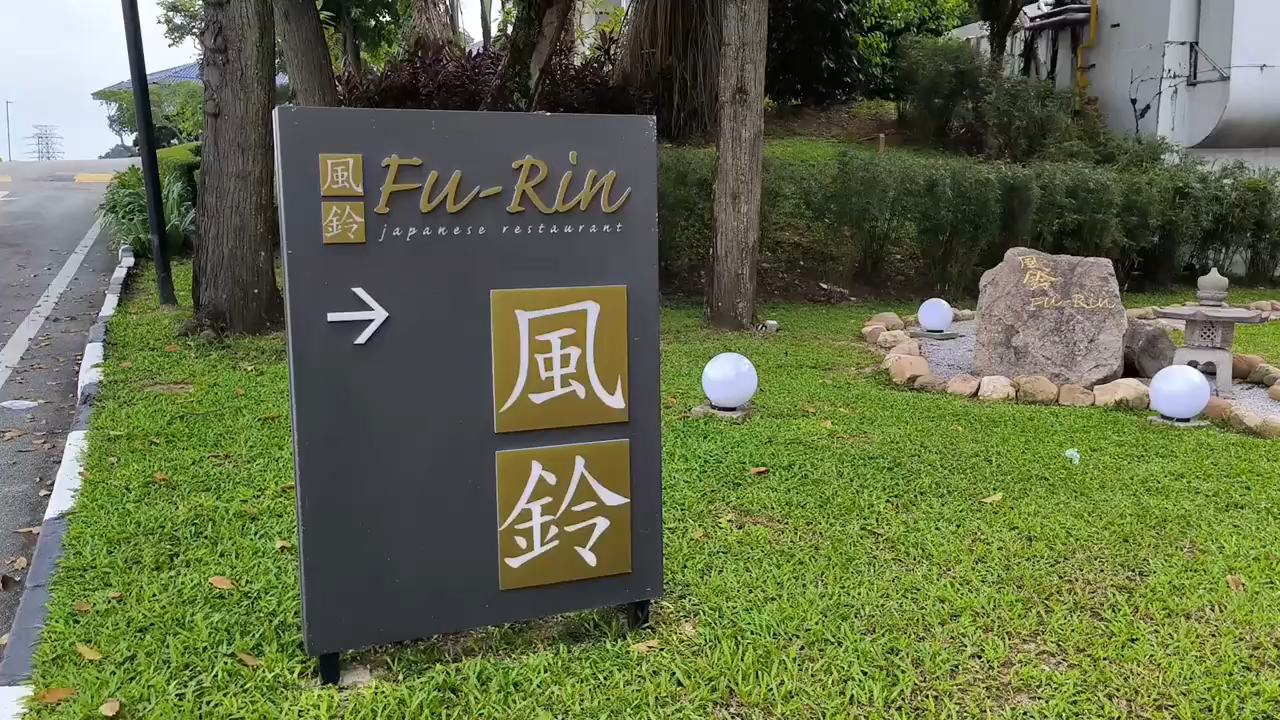 風
鈴
Fu-Rin
japanese restaurant
風
鈴
風
鈴
Fu-Rin